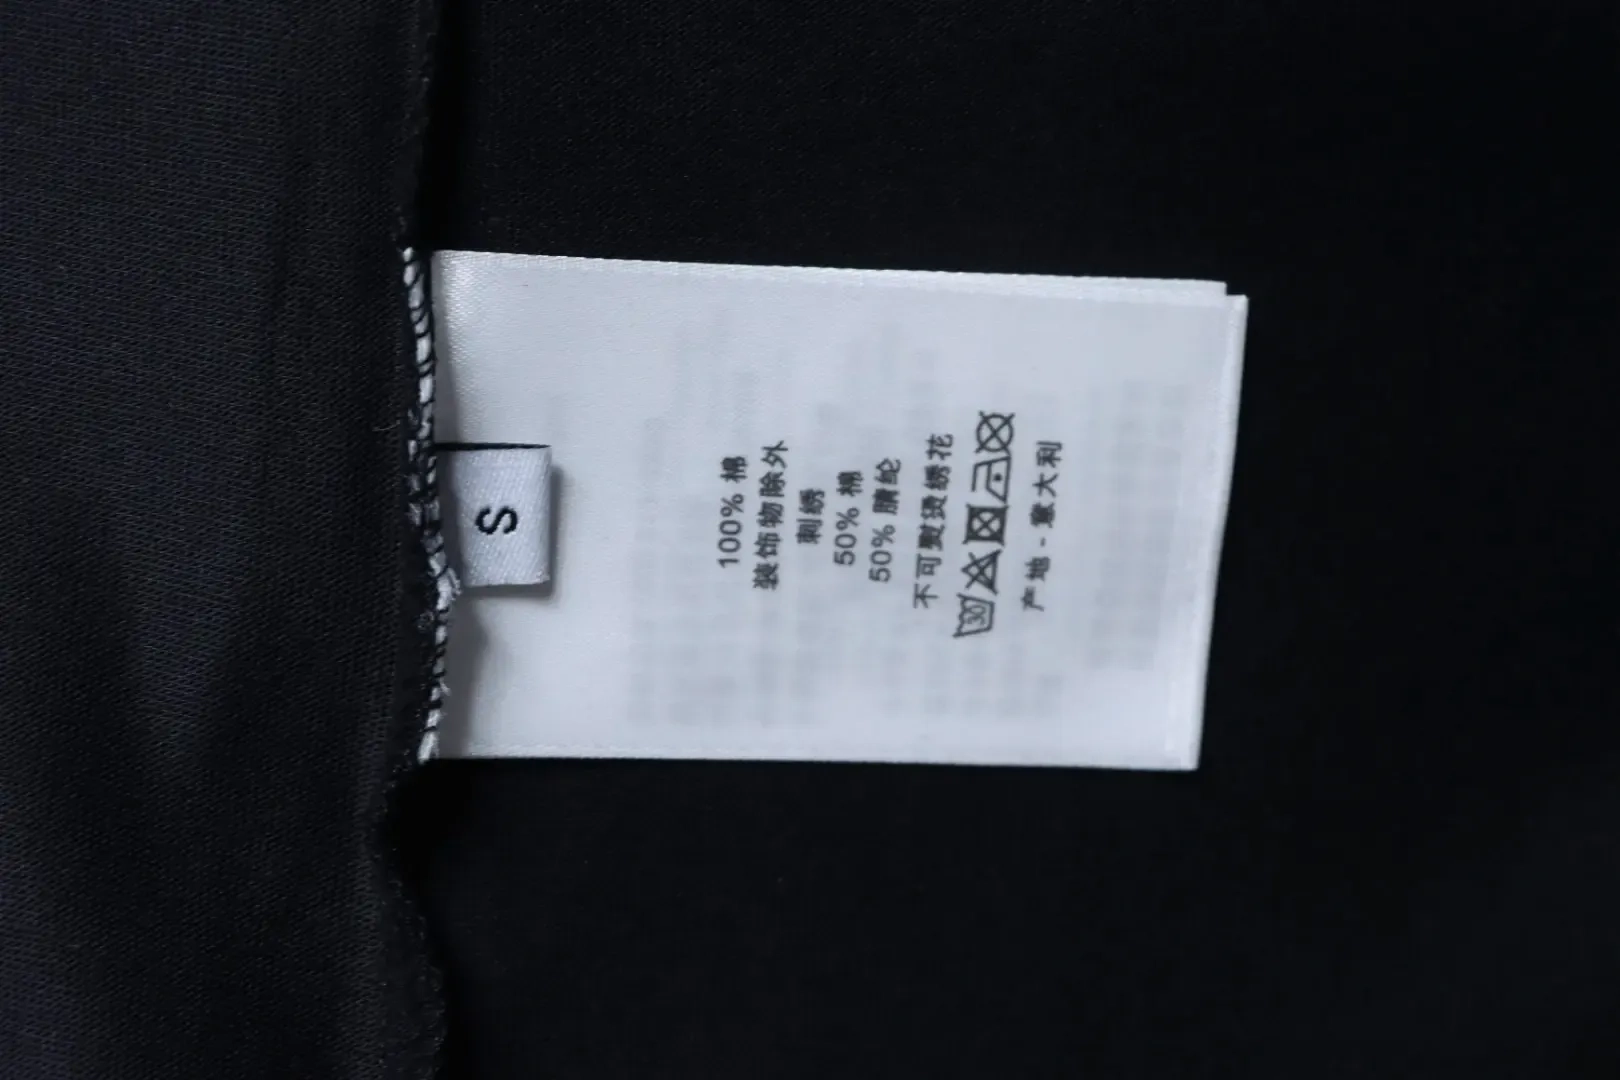 S
100% 棉
装饰物除外
刺绣
50% 棉
50% 腈纶
不可熨烫绣花
30
产地 - 意大利